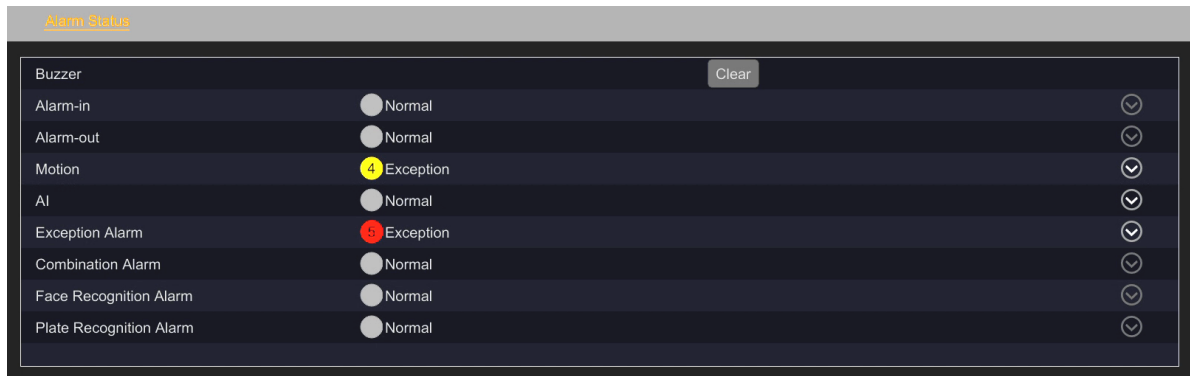 Alarm Status
Buzzer Clear
Alarm-in Normal
Alarm-out Normal
Motion 4 Exception
AI Normal
Exception Alarm 5 Exception
Combination Alarm Normal
Face Recognition Alarm Normal
Plate Recognition Alarm Normal